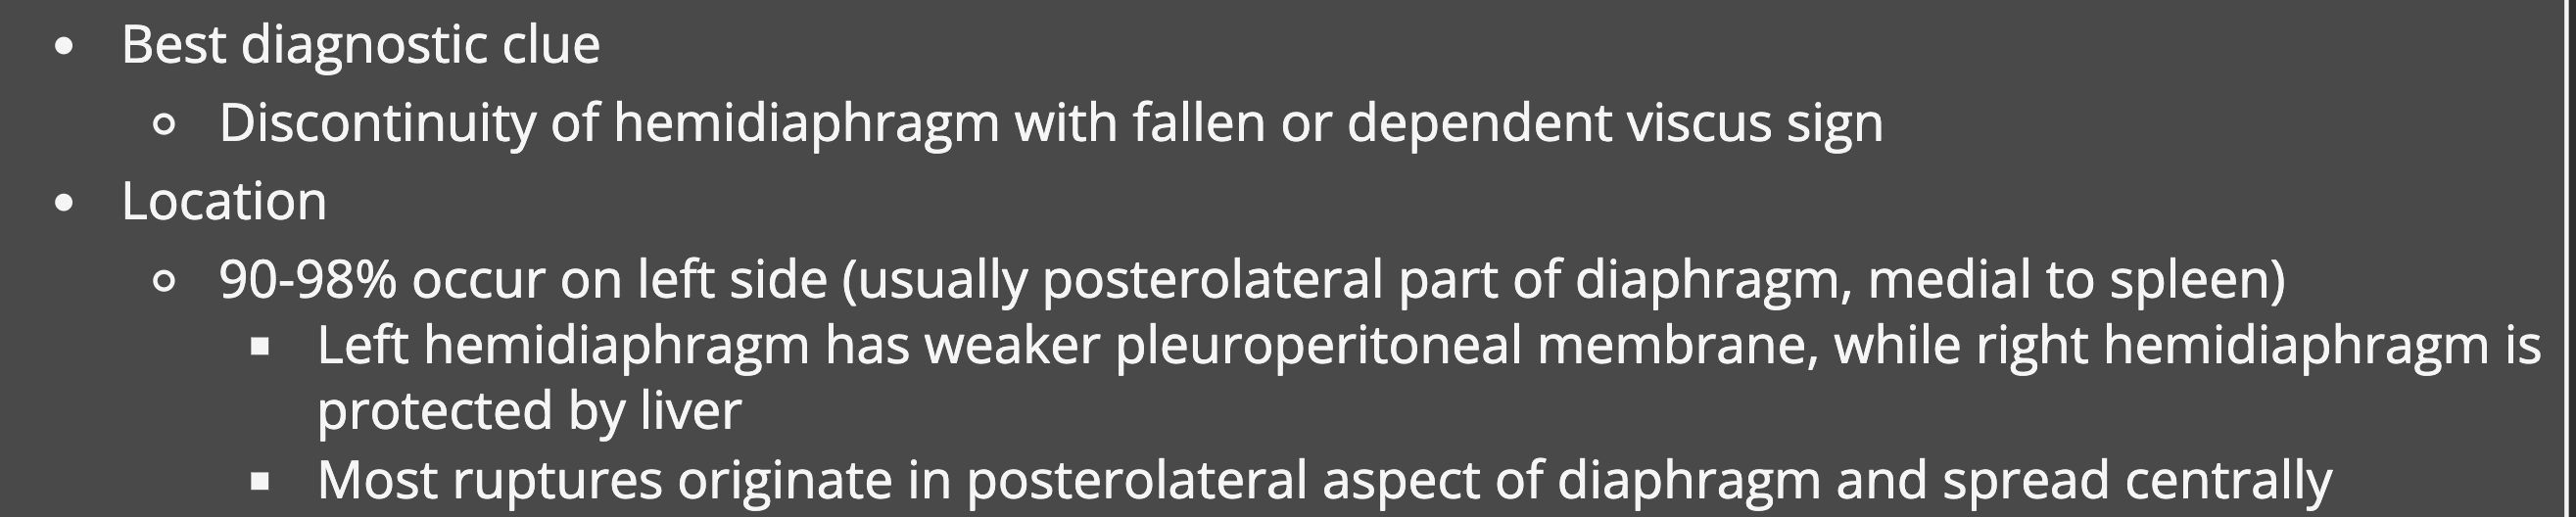 Best diagnostic clue
Discontinuity of hemidiaphragm with fallen or dependent viscus sign
Location
90-98% occur on left side (usually posterolateral part of diaphragm, medial to spleen)
Left hemidiaphragm has weaker pleuroperitoneal membrane, while right hemidiaphragm is
protected by liver
Most ruptures originate in posterolateral aspect of diaphragm and spread centrally